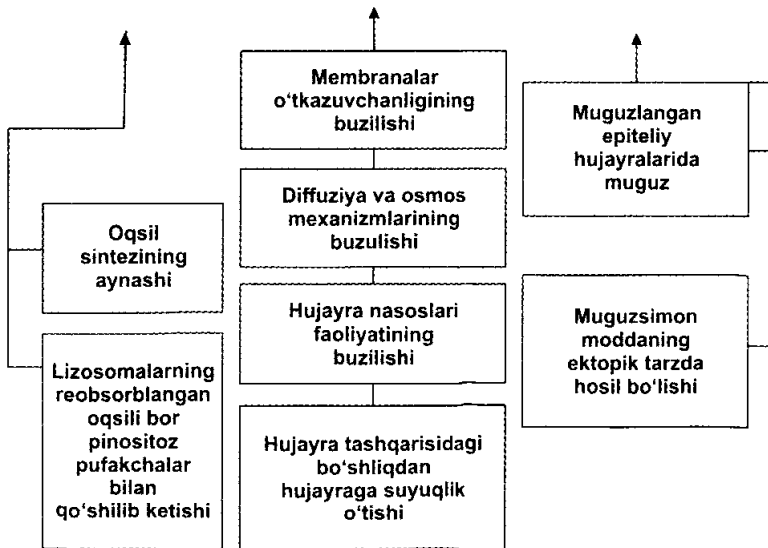 Membranalar
o‘tkazuvchanligining
buzilishi
Muguzlangan
epiteliy
hujayralarida
muguz
Diffuziya va osmos
mexanizmlarining
buzulishi
Oqsil
sintezining
aynashi
Hujayra nasoslari
faoliyatining
buzilishi
Muguzsimon
moddaning
ektopik tarzda
hosil bo‘lishi
Lizosomalarning
reobsorblangan
oqsili bor
pinositoz
pufakchalar
bilan
qo‘shilib ketishi
Hujayra tashqarisidagi
bo‘shliqdan
hujayraga suyuqlik
o‘tishi